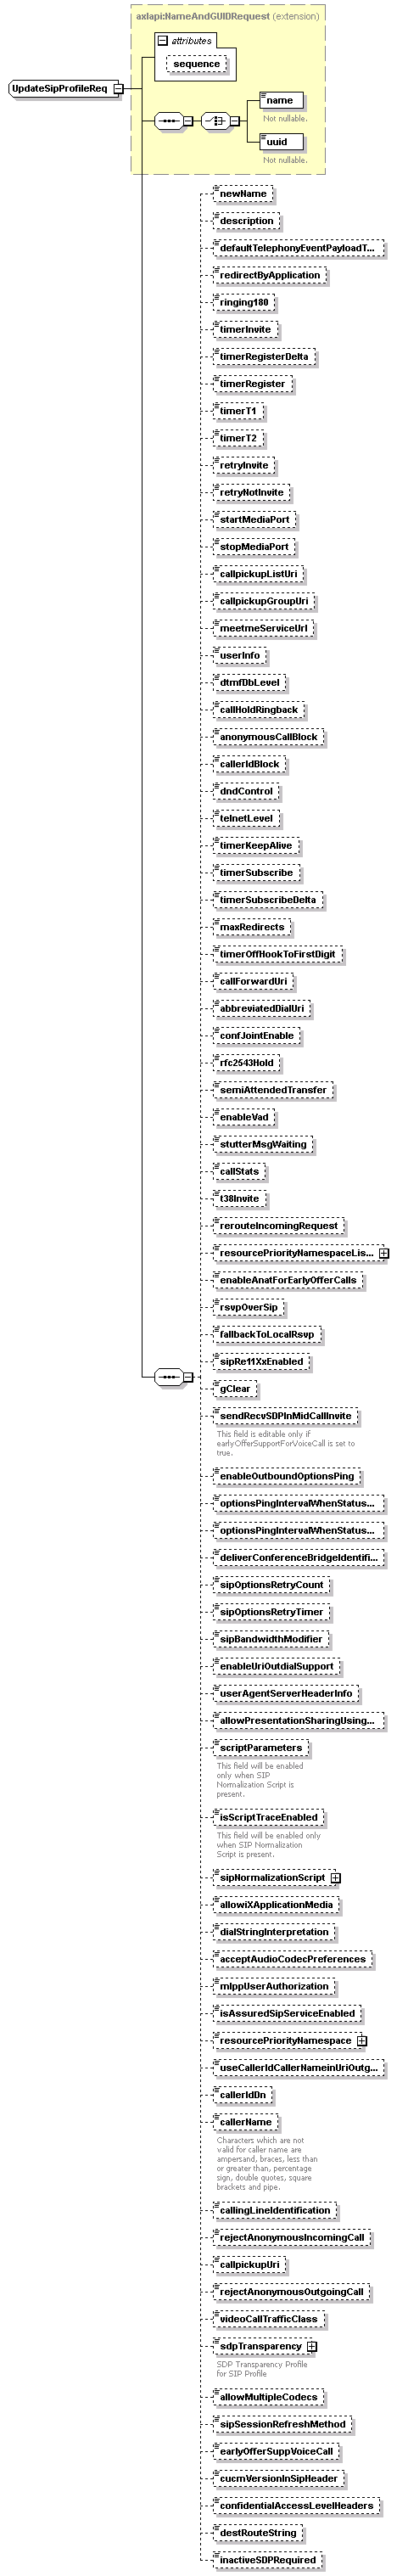 axlapi:NameAndGUIDRequest (extension)
attributes
sequence
UpdateSipProfileReq
name
Not nullable.
uuid
Not nullable.
newName
description
defaultTelephonyEventPayloadT...
redirectByApplication
ringing180
timerInvite
timerRegisterDelta
timerRegister
timerT1
timerT2
retryInvite
retryNotInvite
startMediaPort
stopMediaPort
callpickupListUri
callpickupGroupUri
meetmeServiceUrl
userInfo
dtmfDbLevel
callHoldRingback
anonymousCallBlock
callerIdBlock
dndControl
telnetLevel
timerKeepAlive
timerSubscribe
timerSubscribeDelta
maxRedirects
timerOffHookToFirstDigit
callForwardUri
abbreviatedDialUri
confJointEnable
rfc2543Hold
semiAttendedTransfer
enableVad
stutterMsgWaiting
callStats
t38Invite
rerouteIncomingRequest
resourcePriorityNamespaceLis...
enableAnatForEarlyOfferCalls
rsvpOverSip
fallbackToLocalRsvp
sipRe11XxEnabled
gClear
sendRecvSDPInMidCallInvite
This field is editable only if
earlyOfferSupportForVoiceCall is set to
true.
enableOutboundOptionsPing
optionsPingIntervalWhenStatus...
optionsPingIntervalWhenStatus...
deliverConferenceBridgeIdentifi...
sipOptionsRetryCount
sipOptionsRetryTimer
sipBandwidthModifier
enableUriOutdialSupport
userAgentServerHeaderInfo
allowPresentationSharingUsing...
scriptParameters
This field will be enabled
only when SIP
Normalization Script is
present.
isScriptTraceEnabled
This field will be enabled only
when SIP Normalization
Script is present.
sipNormalizationScript
allowiXApplicationMedia
dialStringInterpretation
acceptAudioCodecPreferences
mlppUserAuthorization
isAssuredSipServiceEnabled
resourcePriorityNamespace
useCallerIdCallerNameinUriOutg...
callerIdDn
callerName
Characters which are not
valid for caller name are
ampersand, braces, less than
or greater than, percentage
sign, double quotes, square
brackets and pipe.
callingLineIdentification
rejectAnonymousIncomingCall
callpickupUri
rejectAnonymousOutgoingCall
videoCallTrafficClass
sdpTransparency
SDP Transparency Profile
for SIP Profile
allowMultipleCodecs
sipSessionRefreshMethod
earlyOfferSuppVoiceCall
cucmVersionInSipHeader
confidentialAccessLevelHeaders
destRouteString
inactiveSDPRequired